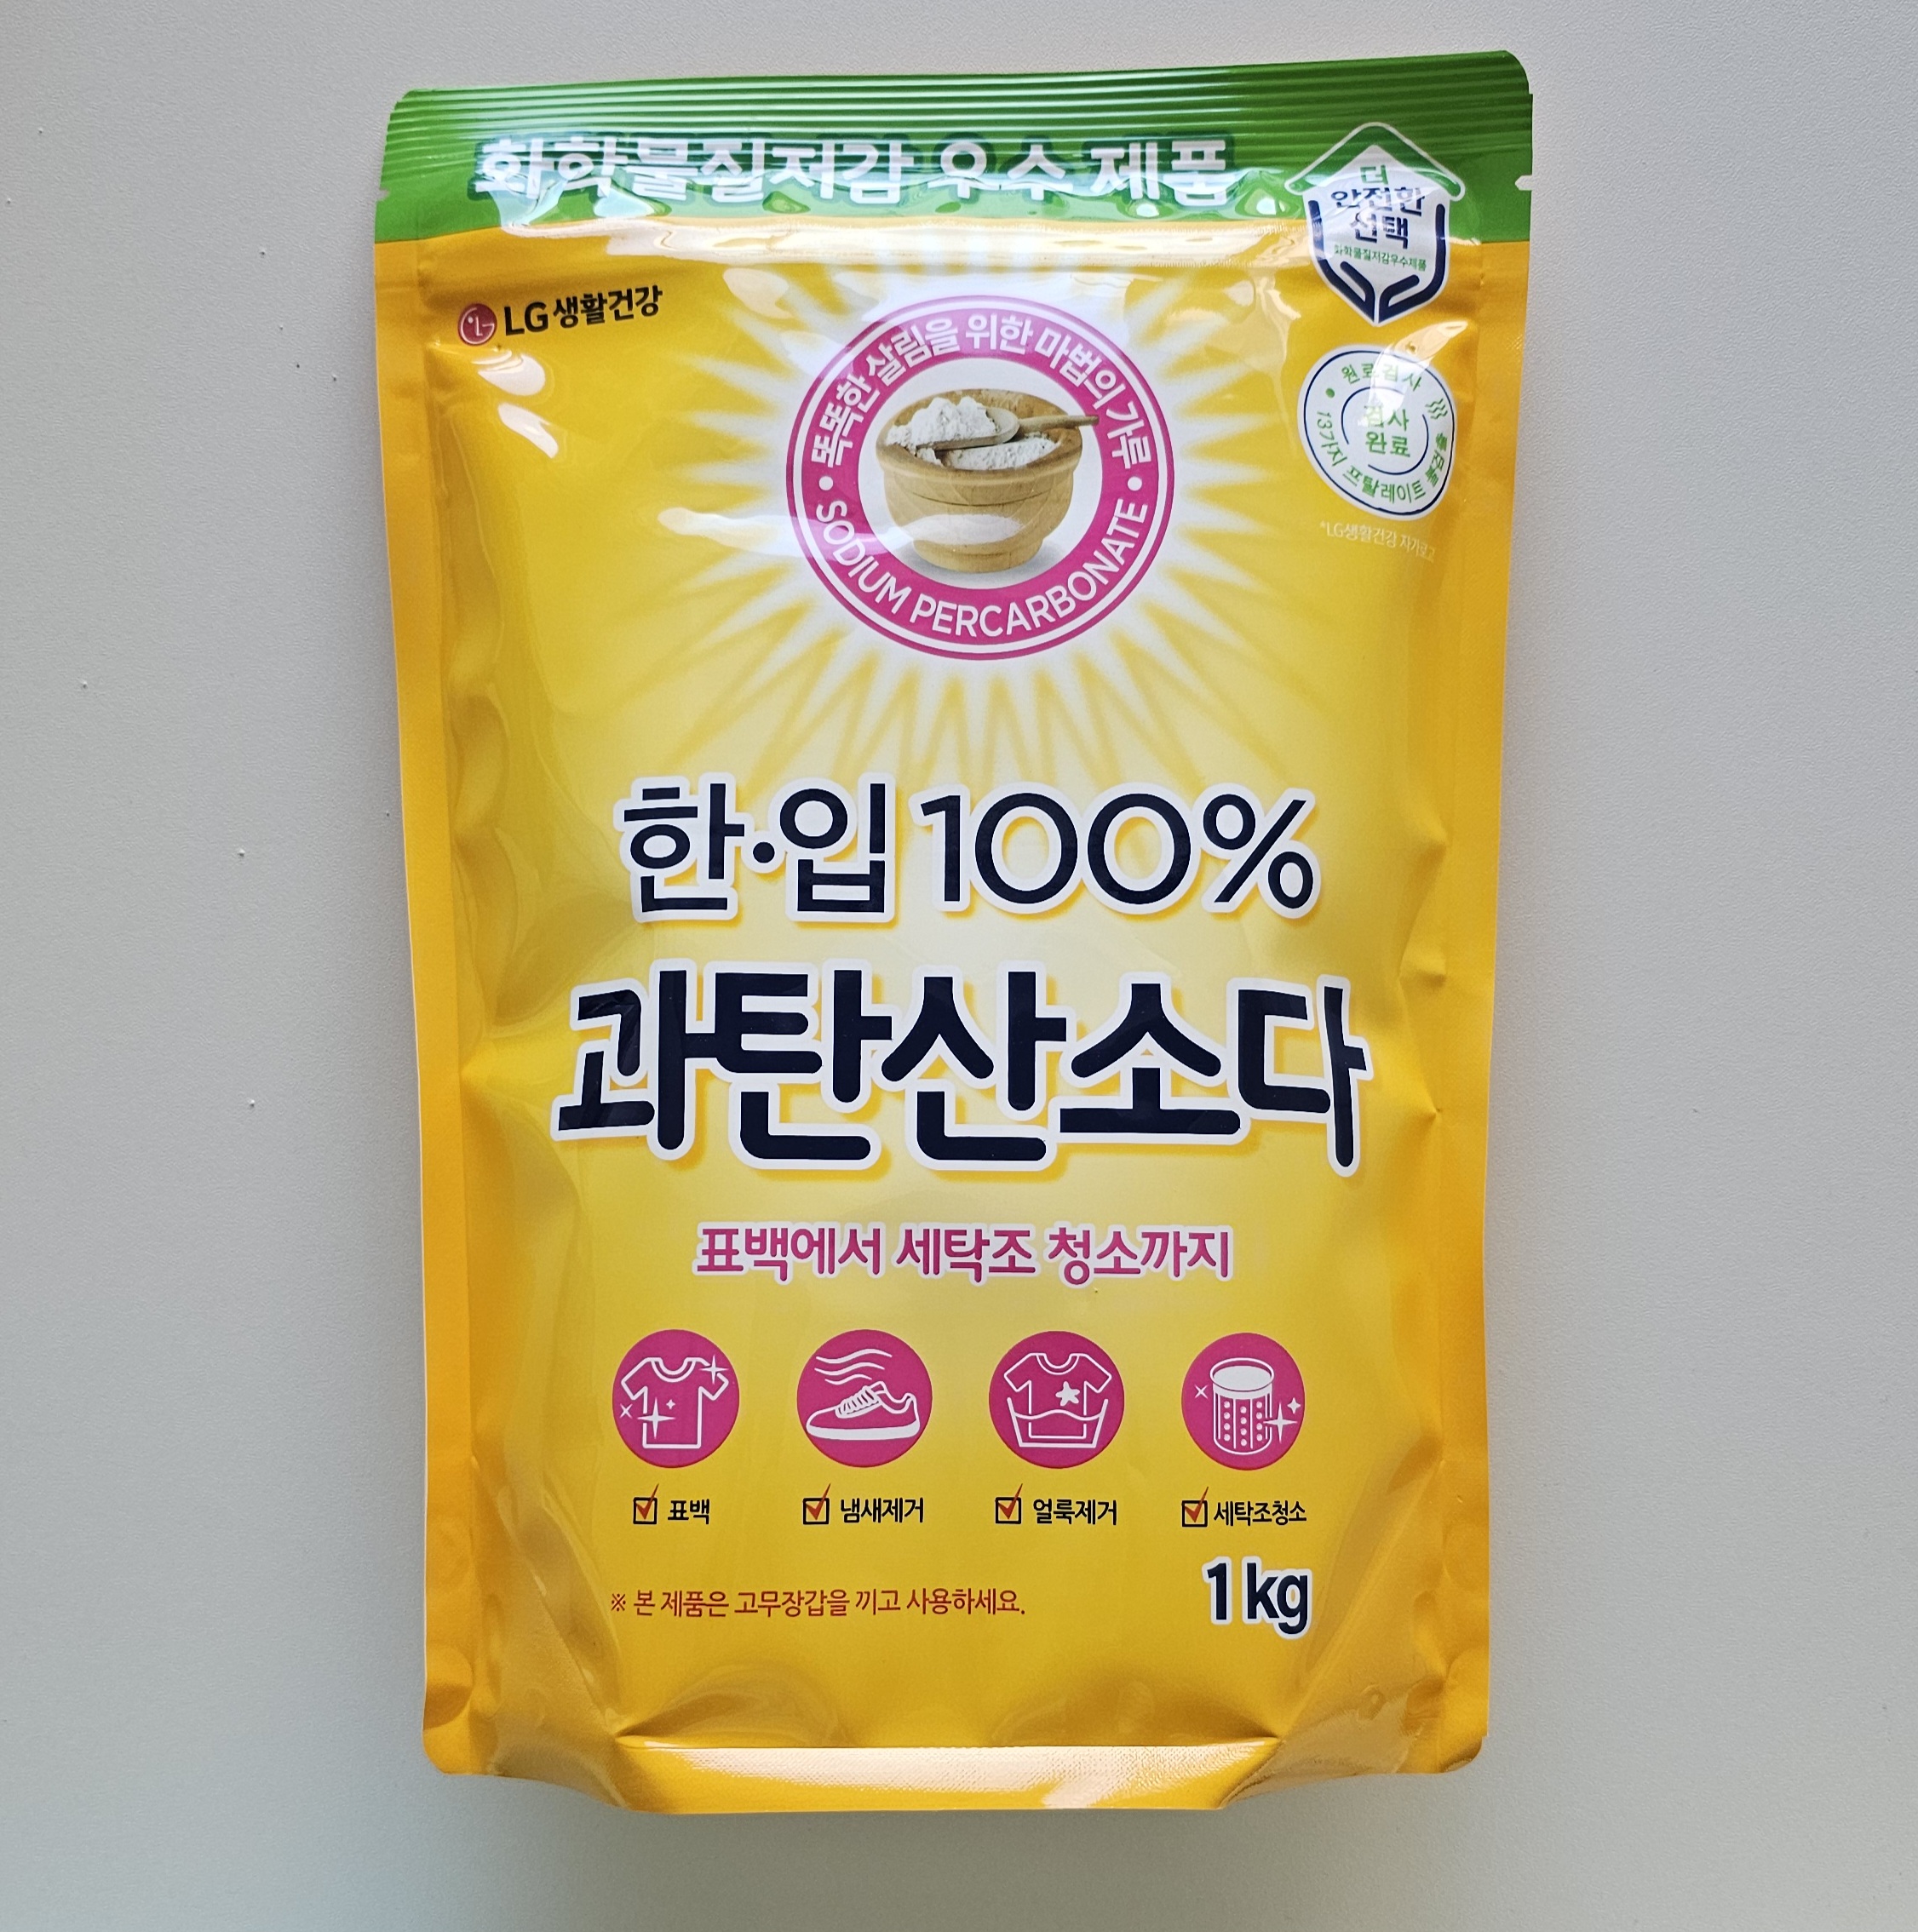 화학물질저감 우수 제품
더
안전한
선택
화학물질저감우수제품
LG생활건강
똑똑한 살림을 위한 마법의 가루
SODIUM PERCARBONATE
원료검사
검사
완료
13가지 프탈레이트
*LG생활건강 자가로고
한·입 100%
과탄산소다
표백에서 세탁조 청소까지
표백
냄새제거
얼룩제거
세탁조청소
※ 본 제품은 고무장갑을 끼고 사용하세요.
1kg